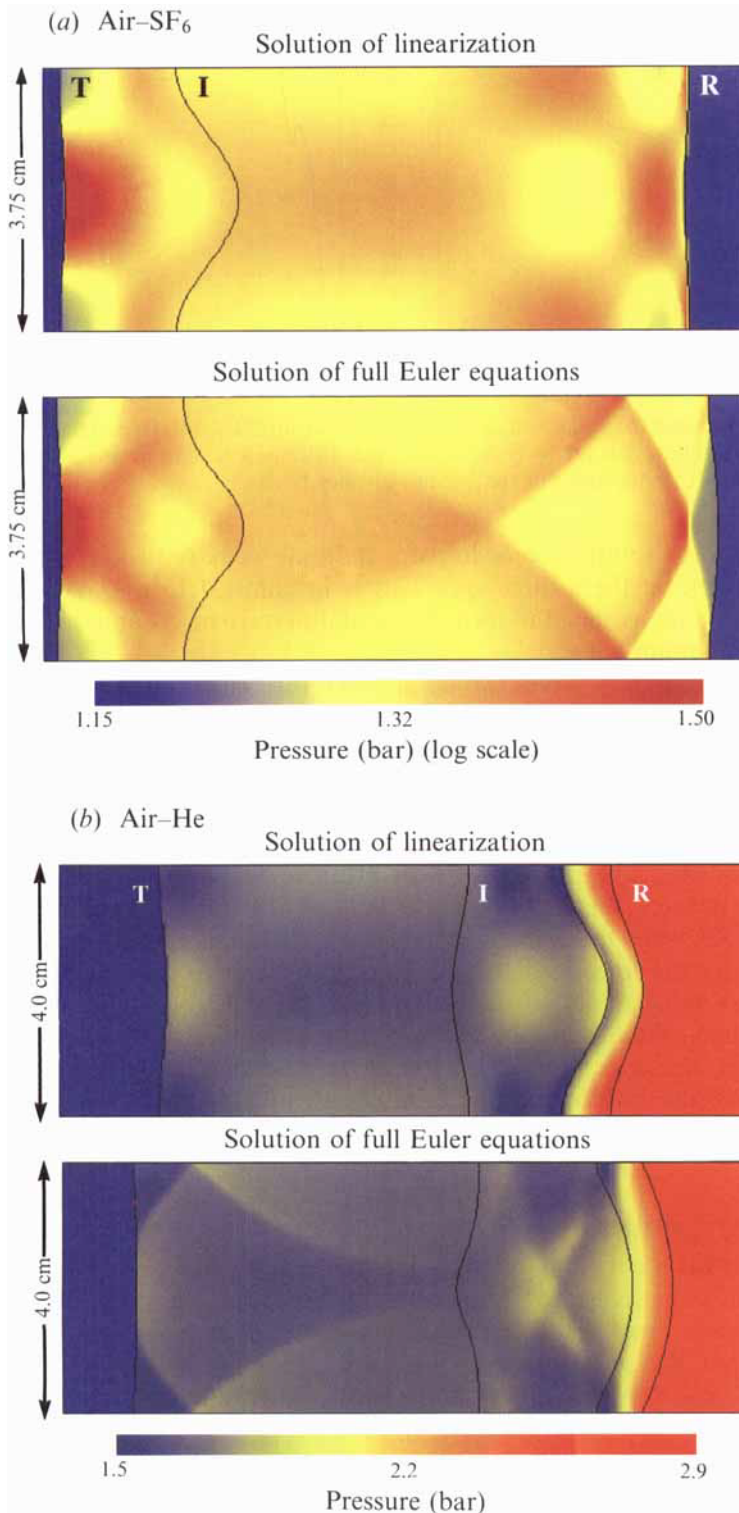 (a) Air–SF₆
Solution of linearization
T I R
3.75 cm
Solution of full Euler equations
3.75 cm
1.15 1.32 1.50
Pressure (bar) (log scale)
(b) Air–He
Solution of linearization
T I R
4.0 cm
Solution of full Euler equations
4.0 cm
1.5 2.2 2.9
Pressure (bar)